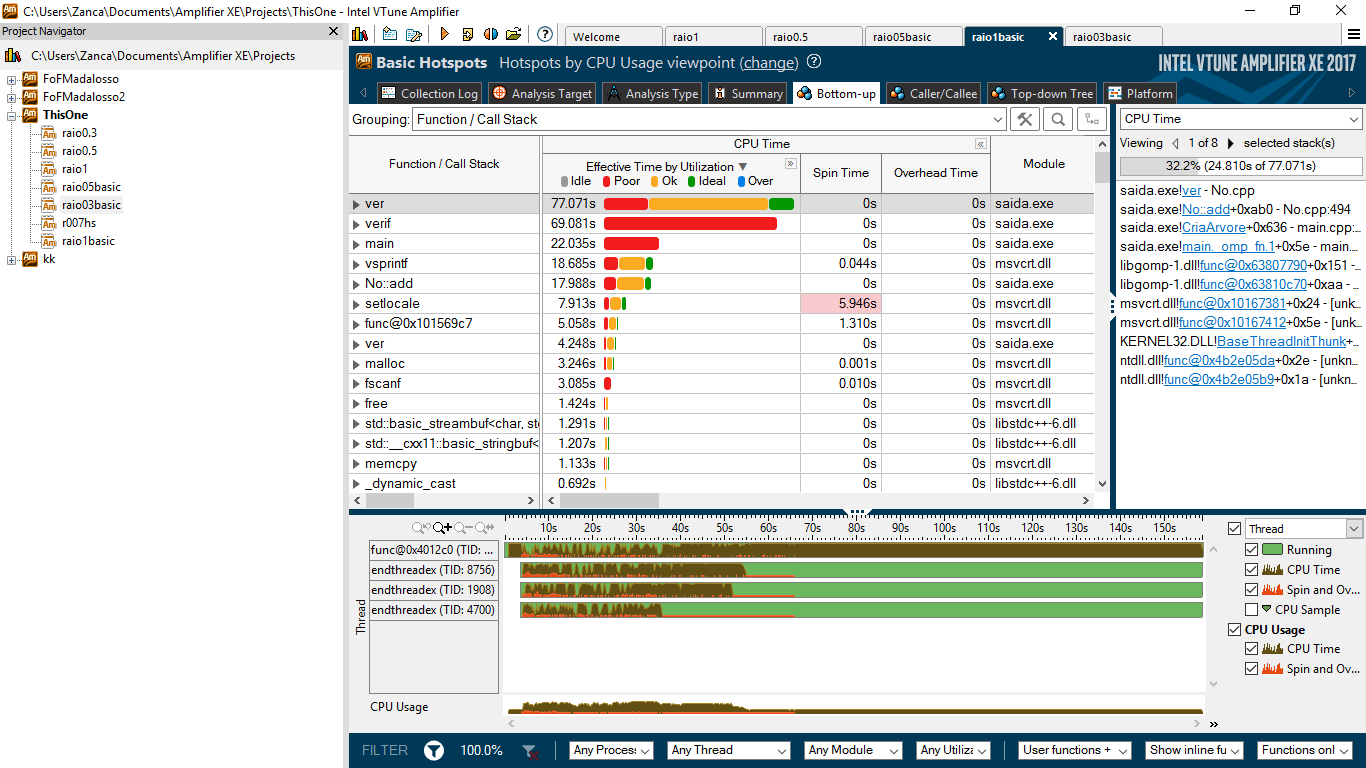 C:\Users\Zanca\Documents\Amplifier XE\Projects\ThisOne - Intel VTune Amplifier
Project Navigator
C:\Users\Zanca\Documents\Amplifier XE\Projects
FoFMadalosso
FoFMadalosso2
ThisOne
raio0.3
raio0.5
raio1
raio05basic
raio03basic
r007hs
raio1basic
kk
Welcome raio1 raio0.5 raio05basic raio1basic raio03basic
Basic Hotspots Hotspots by CPU Usage viewpoint (change)
INTEL VTUNE AMPLIFIER XE 2017
Collection Log Analysis Target Analysis Type Summary Bottom-up Caller/Callee Top-down Tree Platform
Grouping: Function / Call Stack
Function / Call Stack
CPU Time
Effective Time by Utilization
Idle Poor Ok Ideal Over
Spin Time Overhead Time
Module
ver 77.071s 0s 0s saida.exe
verif 69.081s 0s 0s saida.exe
main 22.035s 0s 0s saida.exe
vsprintf 18.685s 0.044s 0s msvcrt.dll
No::add 17.988s 0s 0s saida.exe
setlocale 7.913s 5.946s 0s msvcrt.dll
func@0x101569c7 5.058s 1.310s 0s msvcrt.dll
ver 4.248s 0s 0s saida.exe
malloc 3.246s 0.001s 0s msvcrt.dll
fscanf 3.085s 0.010s 0s msvcrt.dll
free 1.424s 0s 0s msvcrt.dll
std::basic_streambuf<char, st 1.291s 0s 0s libstdc++-6.dll
std::__cxx11::basic_stringbuf< 1.207s 0s 0s libstdc++-6.dll
memcpy 1.133s 0s 0s msvcrt.dll
_dynamic_cast 0.692s 0s 0s libstdc++-6.dll
CPU Time
Viewing 1 of 8 selected stack(s)
32.2% (24.810s of 77.071s)
saida.exe!ver - No.cpp
saida.exe!No::add+0xab0 - No.cpp:494
saida.exe!CriaArvore+0x636 - main.cpp:...
saida.exe!main._omp_fn.1+0x5e - main...
libgomp-1.dll!func@0x63807790+0x151 - ...
libgomp-1.dll!func@0x63810c70+0xaa - ...
msvcrt.dll!func@0x10167381+0x24 - [unk...
msvcrt.dll!func@0x10167412+0x5e - [unk...
KERNEL32.DLL!BaseThreadInitThunk+...
ntdll.dll!func@0x4b2e05da+0x2e - [unkn...
ntdll.dll!func@0x4b2e05b9+0x1a - [unkn...
10s 20s 30s 40s 50s 60s 70s 80s 90s 100s 110s 120s 130s 140s 150s
Thread
func@0x4012c0 (TID: ...
endthreadex (TID: 8756)
endthreadex (TID: 1908)
endthreadex (TID: 4700)
CPU Usage
Thread
Running
CPU Time
Spin and Ov...
CPU Sample
CPU Usage
CPU Time
Spin and Ov...
FILTER 100.0% Any Process Any Thread Any Module Any Utiliza User functions + Show inline fu Functions onl